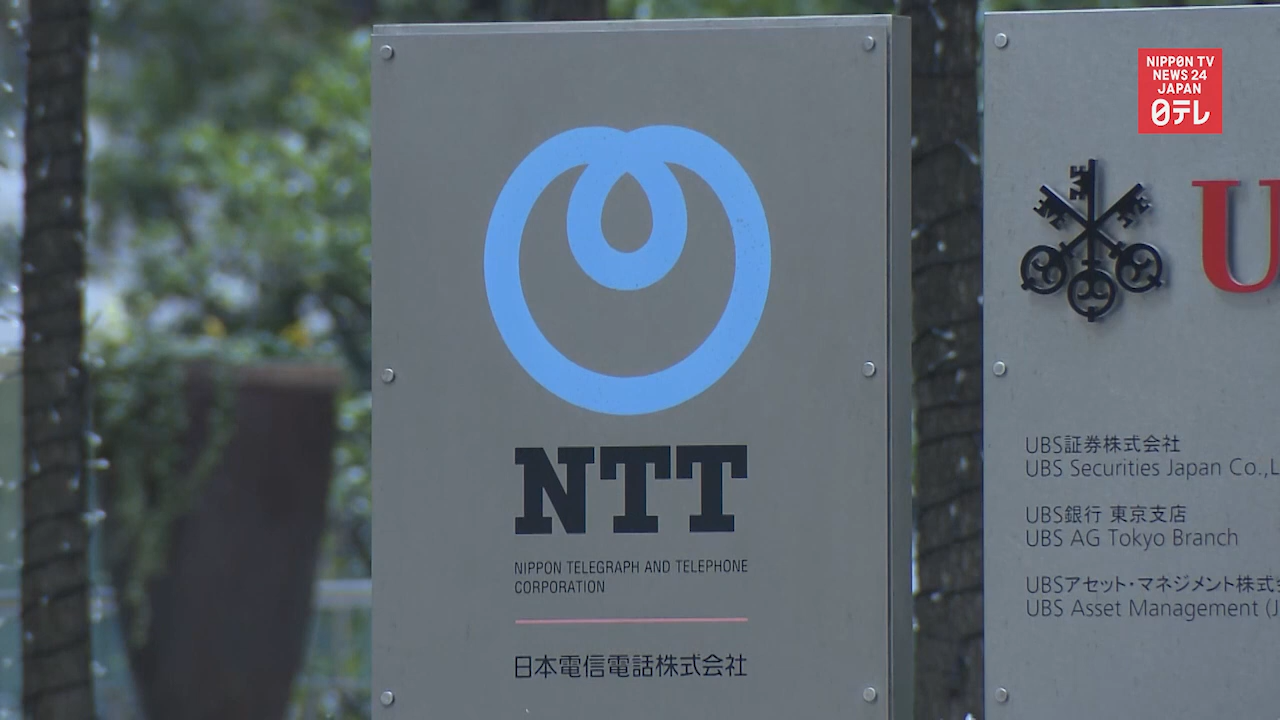 NTT
NIPPON TELEGRAPH AND TELEPHONE
CORPORATION
日本電信電話株式会社
NIPPON TV
NEWS 24
JAPAN
日テレ
U
UBS証券株式会社
UBS Securities Japan Co.,L
UBS銀行 東京支店
UBS AG Tokyo Branch
UBSアセット・マネジメント株式会
UBS Asset Management (J